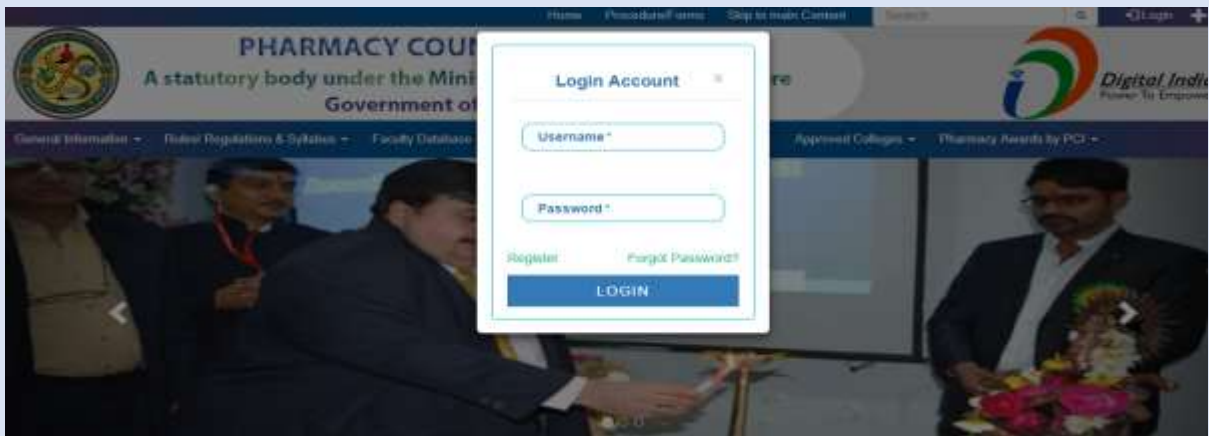 Home Procedure/Forms Skip to main Content Search Login
PHARMACY COUN
A statutory body under the Mini re
Government of
Digital India
Power To Empowe
General Information Rules/ Regulations & Syllabus Faculty Database Approved Colleges Pharmacy Awards by PCI
Login Account ×
Username*
Password*
Register Forgot Password?
LOGIN